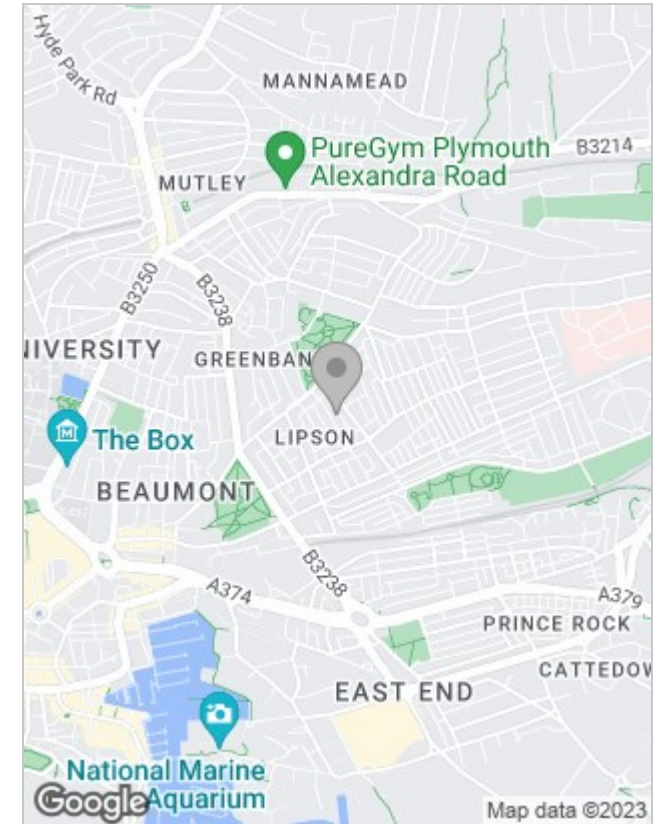 Hyde Park Rd
MANNAMEAD
PureGym Plymouth
Alexandra Road
B3214
MUTLEY
B3250
B3238
IVERSITY
GREENBAN
The Box
LIPSON
BEAUMONT
B3238
A374
A379
PRINCE ROCK
CATTEDOW
EAST END
National Marine
Aquarium
Google
Map data ©2023